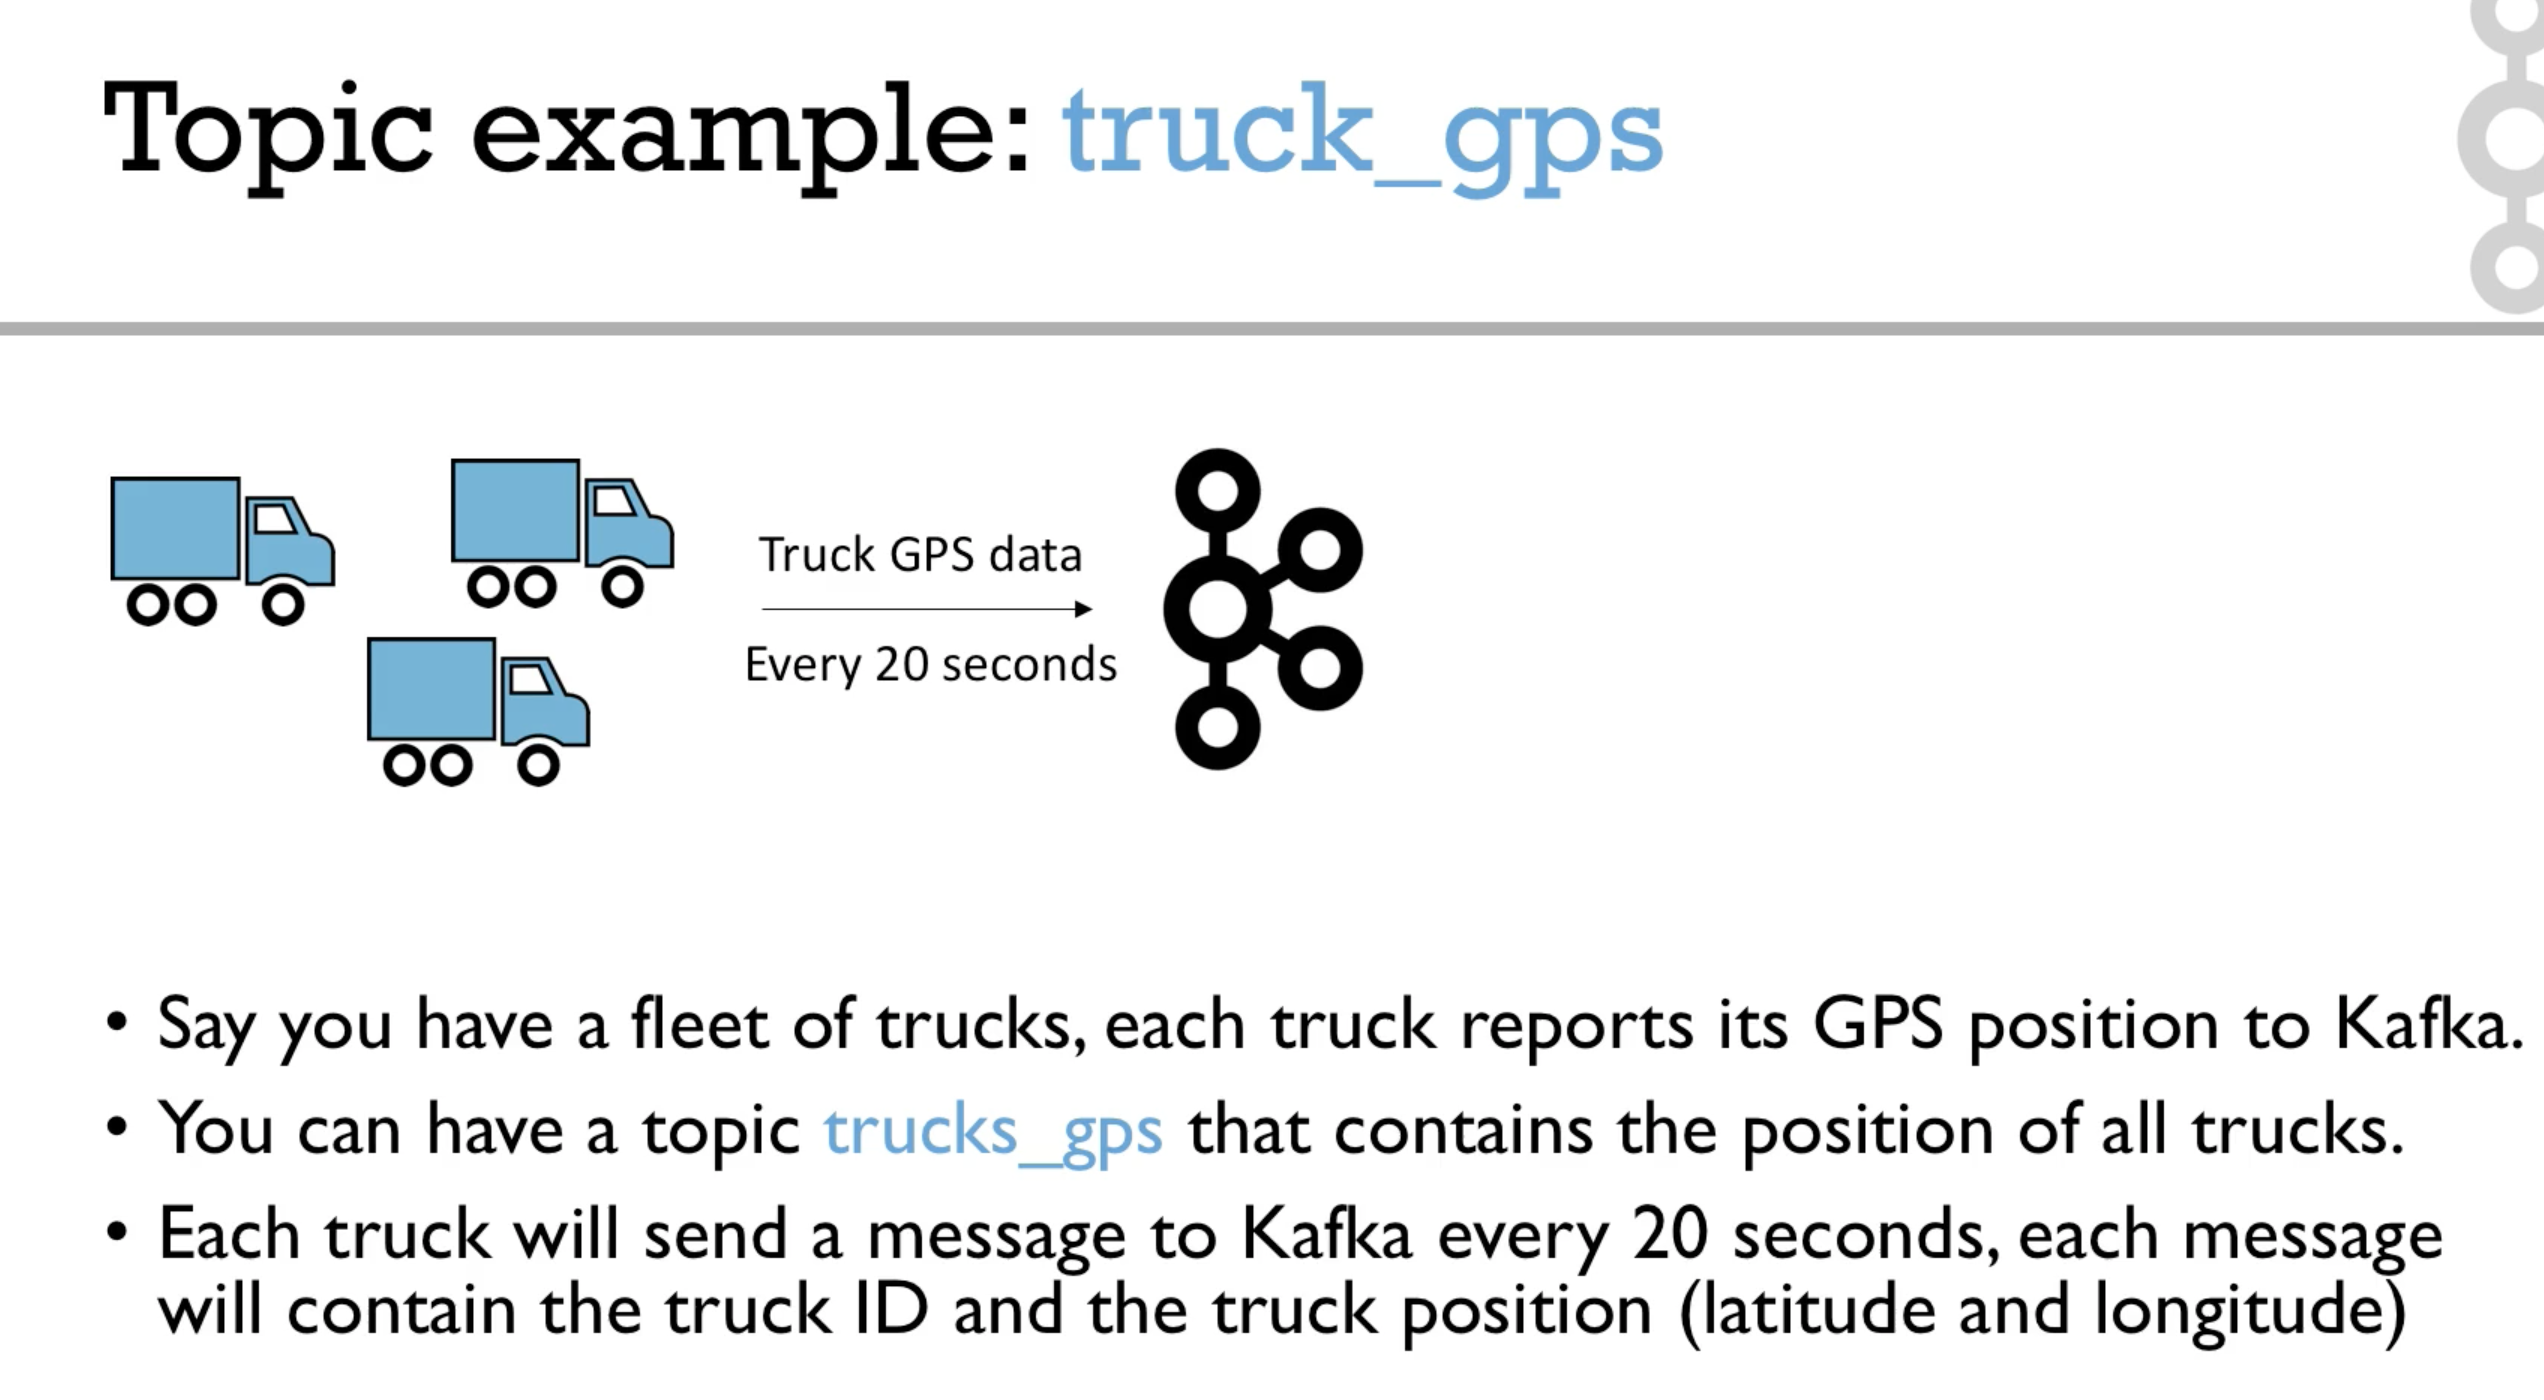 Topic example: truck_gps
Truck GPS data
Every 20 seconds
• Say you have a fleet of trucks, each truck reports its GPS position to Kafka.
• You can have a topic trucks_gps that contains the position of all trucks.
• Each truck will send a message to Kafka every 20 seconds, each message
will contain the truck ID and the truck position (latitude and longitude)